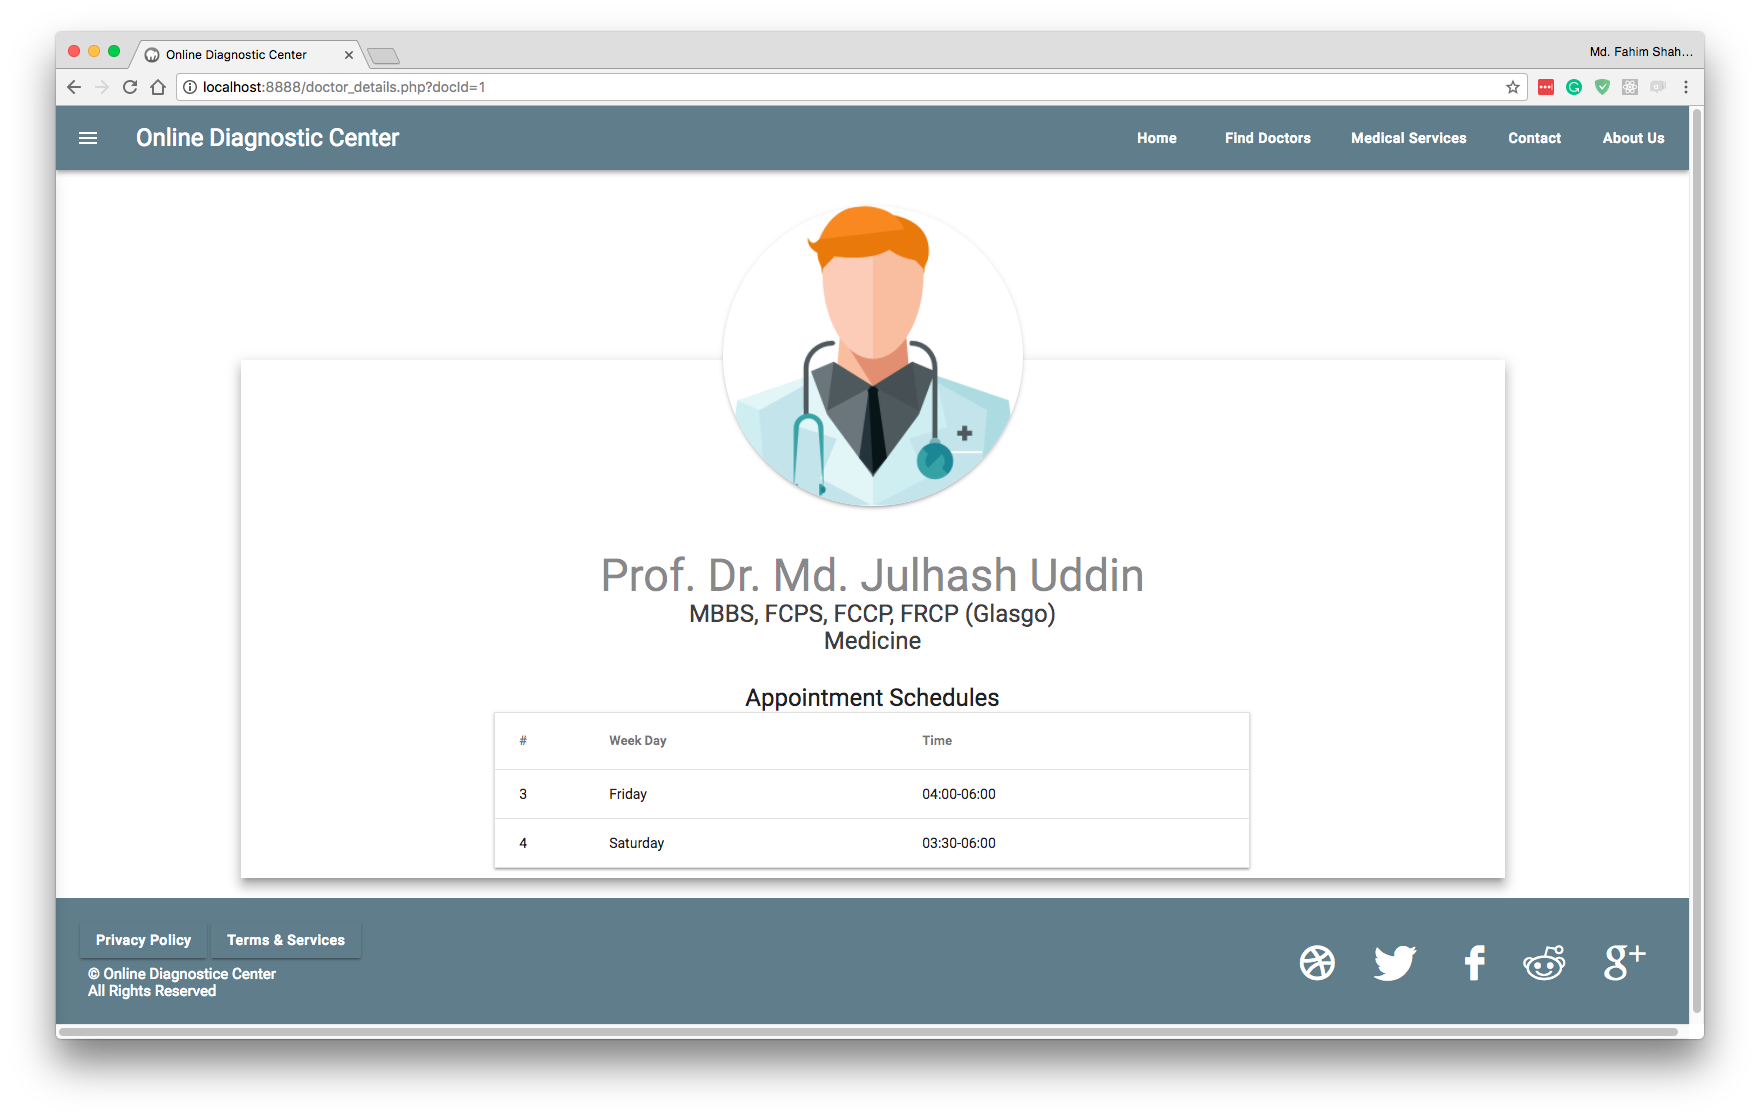 Online Diagnostic Center
Md. Fahim Shah...
localhost:8888/doctor_details.php?docId=1
Online Diagnostic Center
Home Find Doctors Medical Services Contact About Us
Prof. Dr. Md. Julhash Uddin
MBBS, FCPS, FCCP, FRCP (Glasgo)
Medicine
Appointment Schedules
# Week Day Time
3 Friday 04:00-06:00
4 Saturday 03:30-06:00
Privacy Policy Terms & Services
© Online Diagnostice Center
All Rights Reserved